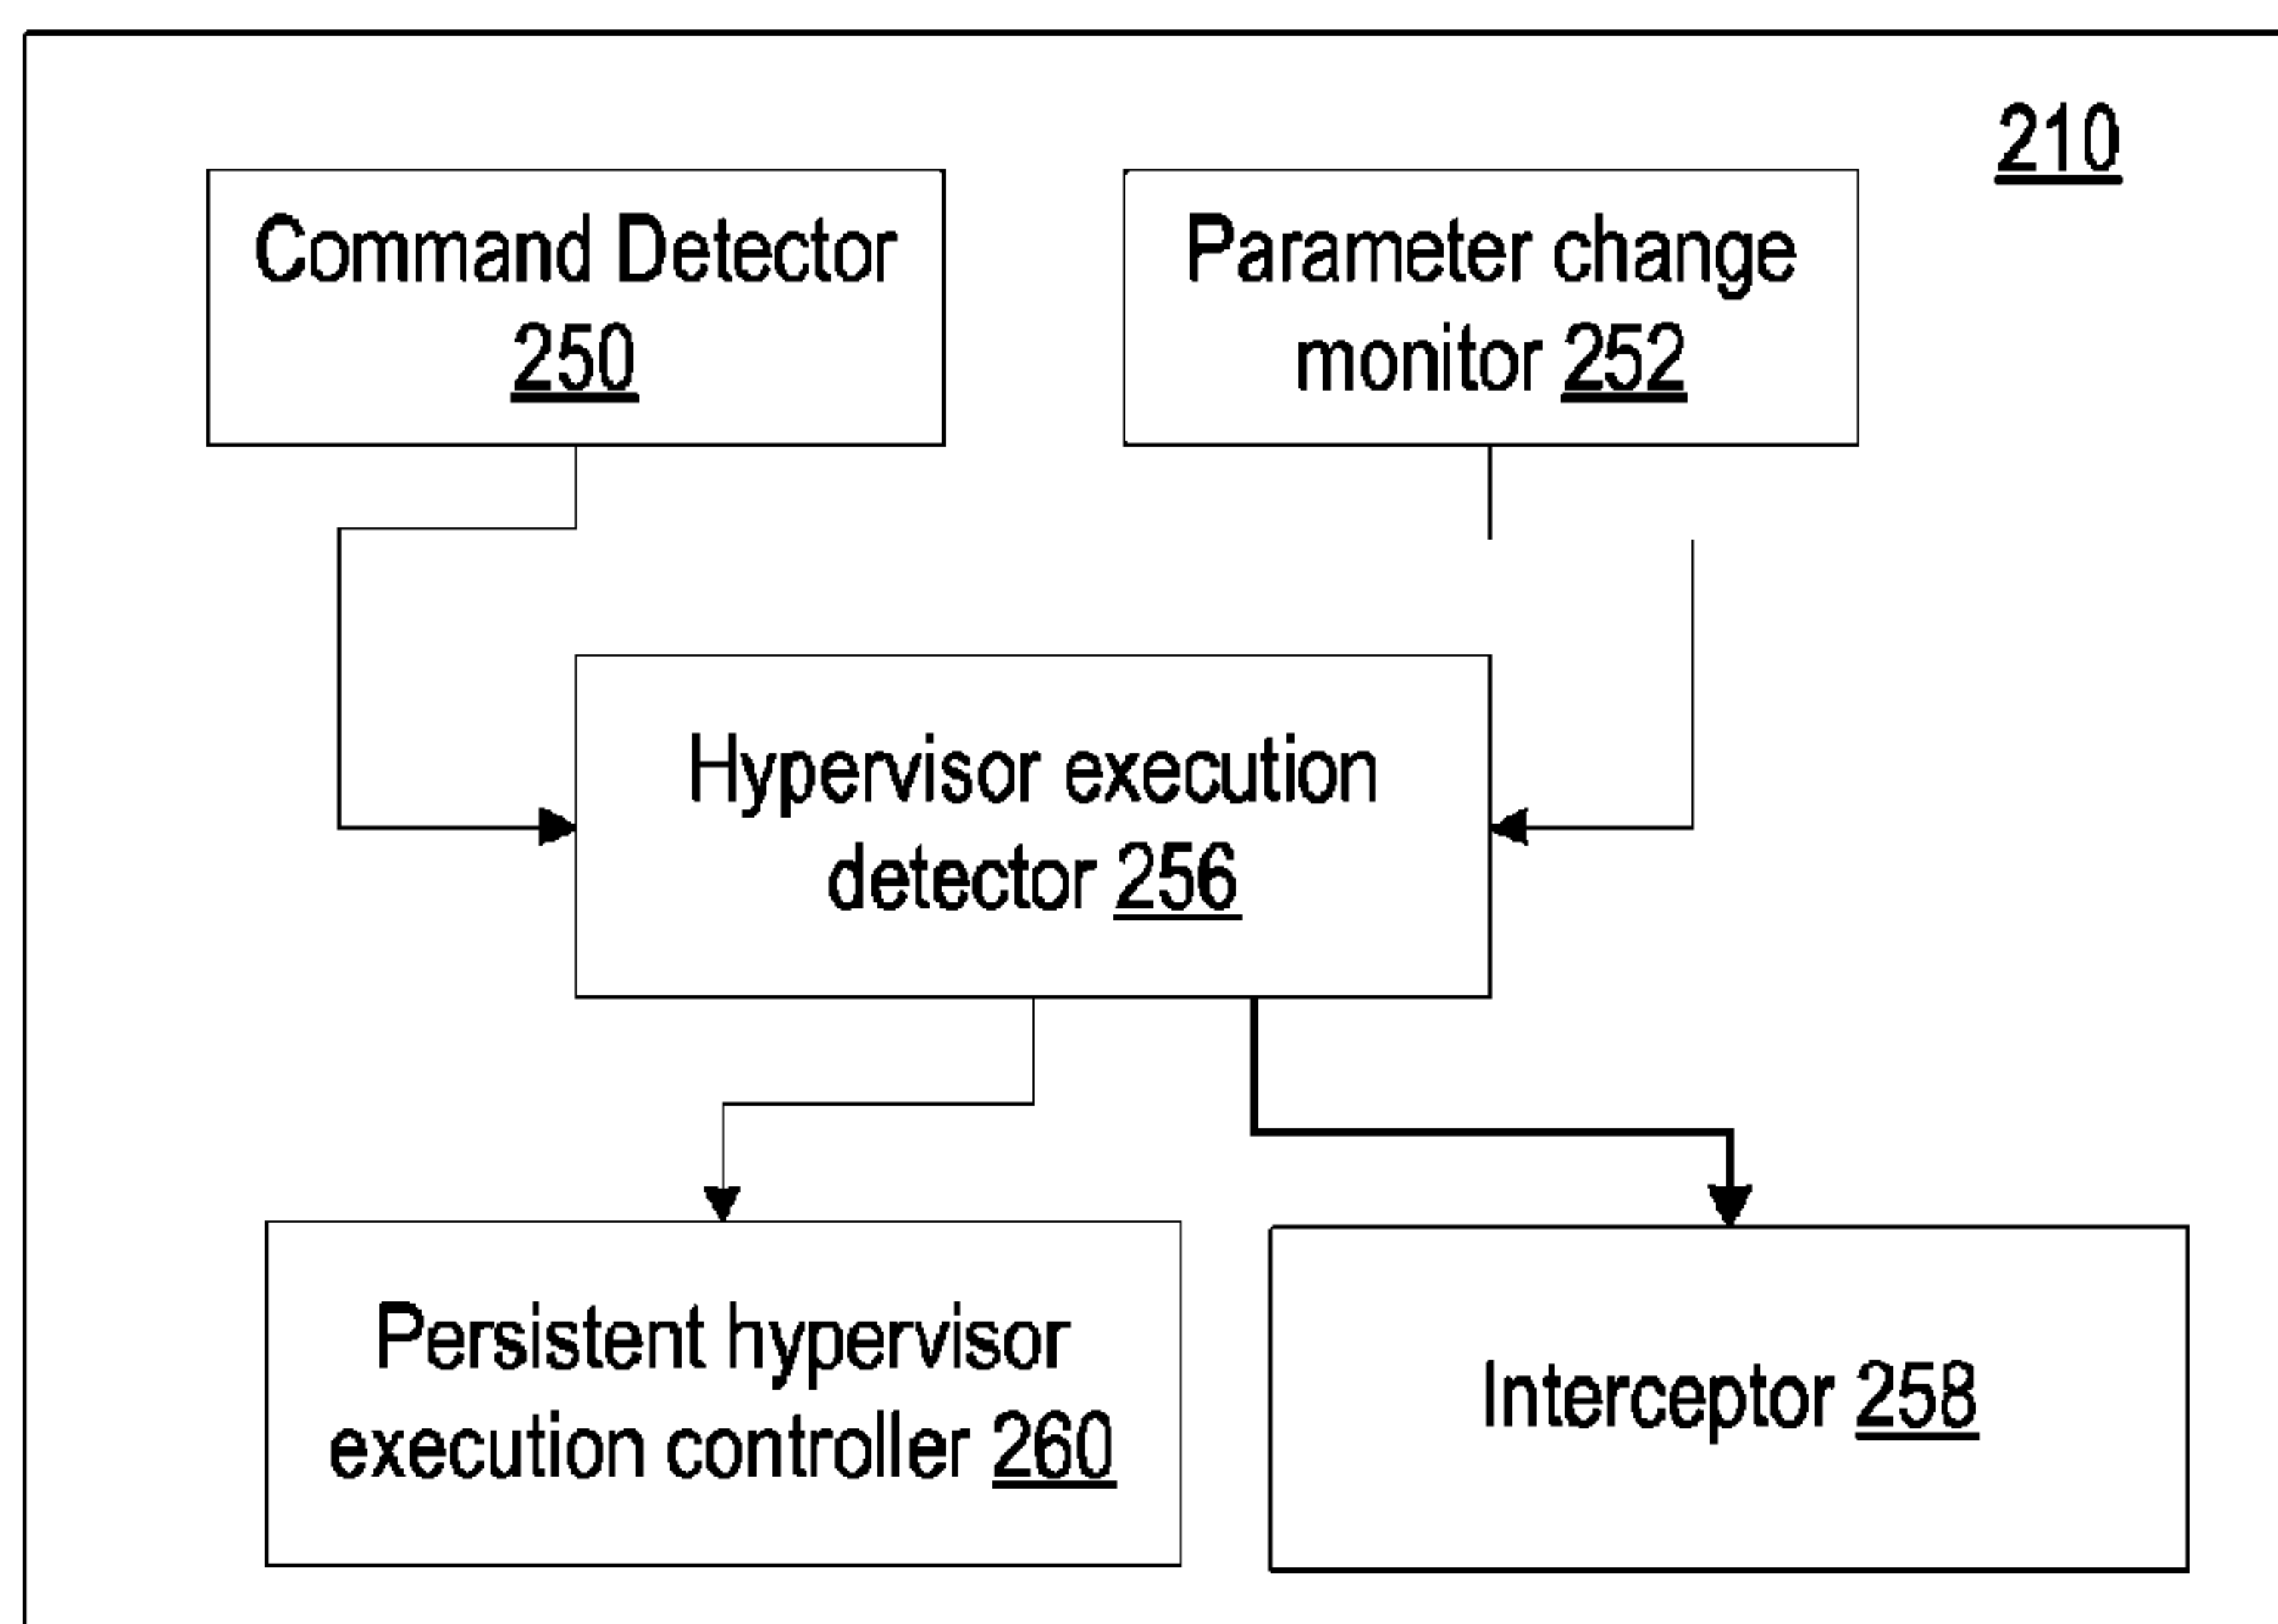 210
Command Detector
250
Parameter change
monitor 252
Hypervisor execution
detector 256
Persistent hypervisor
execution controller 260
Interceptor 258